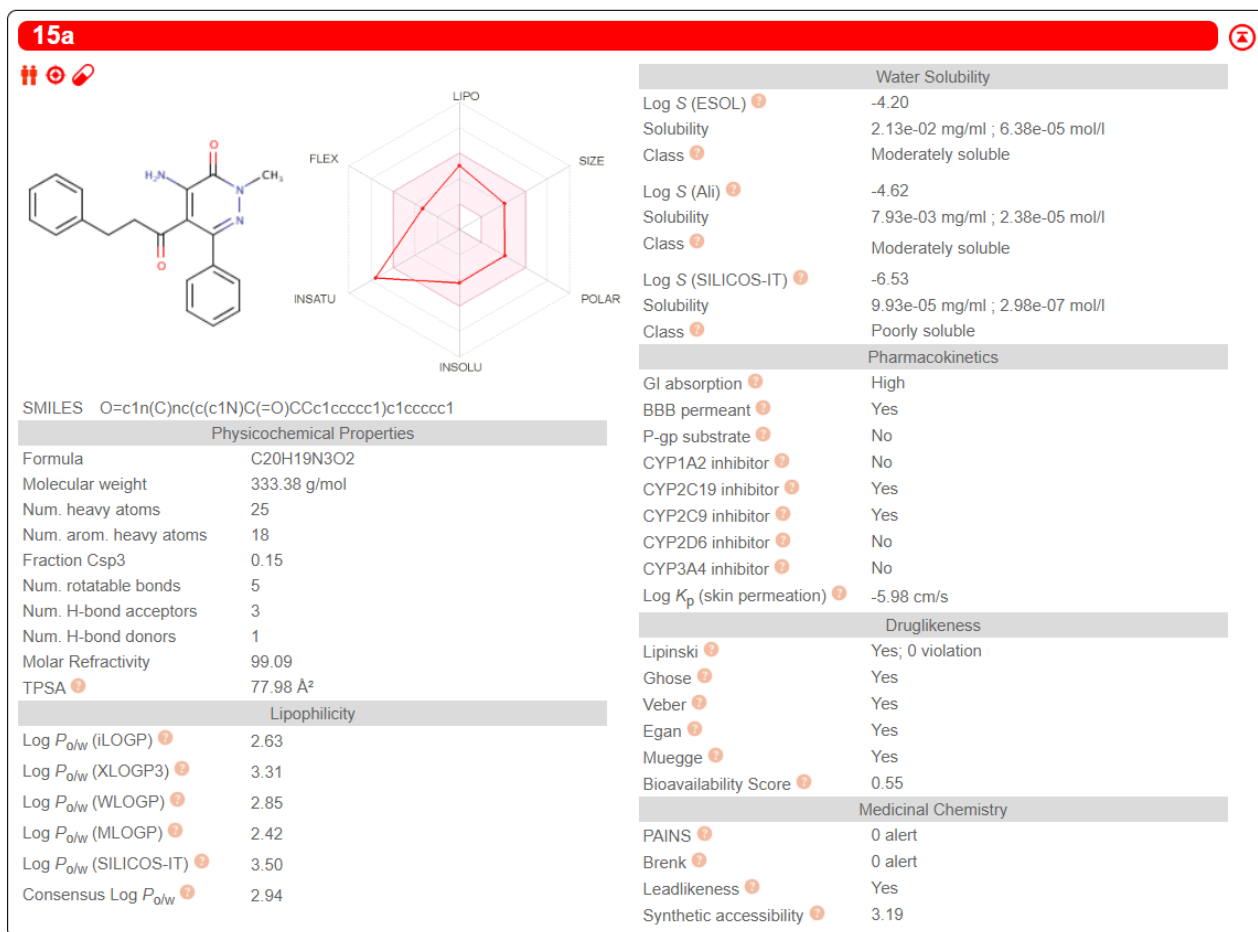 15a
H₂N
O
CH₃
N
N
O
LIPO
FLEX
SIZE
INSATU
POLAR
INSOLU
SMILES O=c1n(C)nc(c(c1N)C(=O)CCc1ccccc1)c1ccccc1
Physicochemical Properties
Formula C20H19N3O2
Molecular weight 333.38 g/mol
Num. heavy atoms 25
Num. arom. heavy atoms 18
Fraction Csp3 0.15
Num. rotatable bonds 5
Num. H-bond acceptors 3
Num. H-bond donors 1
Molar Refractivity 99.09
TPSA ? 77.98 Å²
Lipophilicity
Log Po/w (iLOGP) ? 2.63
Log Po/w (XLOGP3) ? 3.31
Log Po/w (WLOGP) ? 2.85
Log Po/w (MLOGP) ? 2.42
Log Po/w (SILICOS-IT) ? 3.50
Consensus Log Po/w ? 2.94
Water Solubility
Log S (ESOL) ? -4.20
Solubility 2.13e-02 mg/ml ; 6.38e-05 mol/l
Class ? Moderately soluble
Log S (Ali) ? -4.62
Solubility 7.93e-03 mg/ml ; 2.38e-05 mol/l
Class ? Moderately soluble
Log S (SILICOS-IT) ? -6.53
Solubility 9.93e-05 mg/ml ; 2.98e-07 mol/l
Class ? Poorly soluble
Pharmacokinetics
GI absorption ? High
BBB permeant ? Yes
P-gp substrate ? No
CYP1A2 inhibitor ? No
CYP2C19 inhibitor ? Yes
CYP2C9 inhibitor ? Yes
CYP2D6 inhibitor ? No
CYP3A4 inhibitor ? No
Log Kp (skin permeation) ? -5.98 cm/s
Druglikeness
Lipinski ? Yes; 0 violation
Ghose ? Yes
Veber ? Yes
Egan ? Yes
Muegge ? Yes
Bioavailability Score ? 0.55
Medicinal Chemistry
PAINS ? 0 alert
Brenk ? 0 alert
Leadlikeness ? Yes
Synthetic accessibility ? 3.19